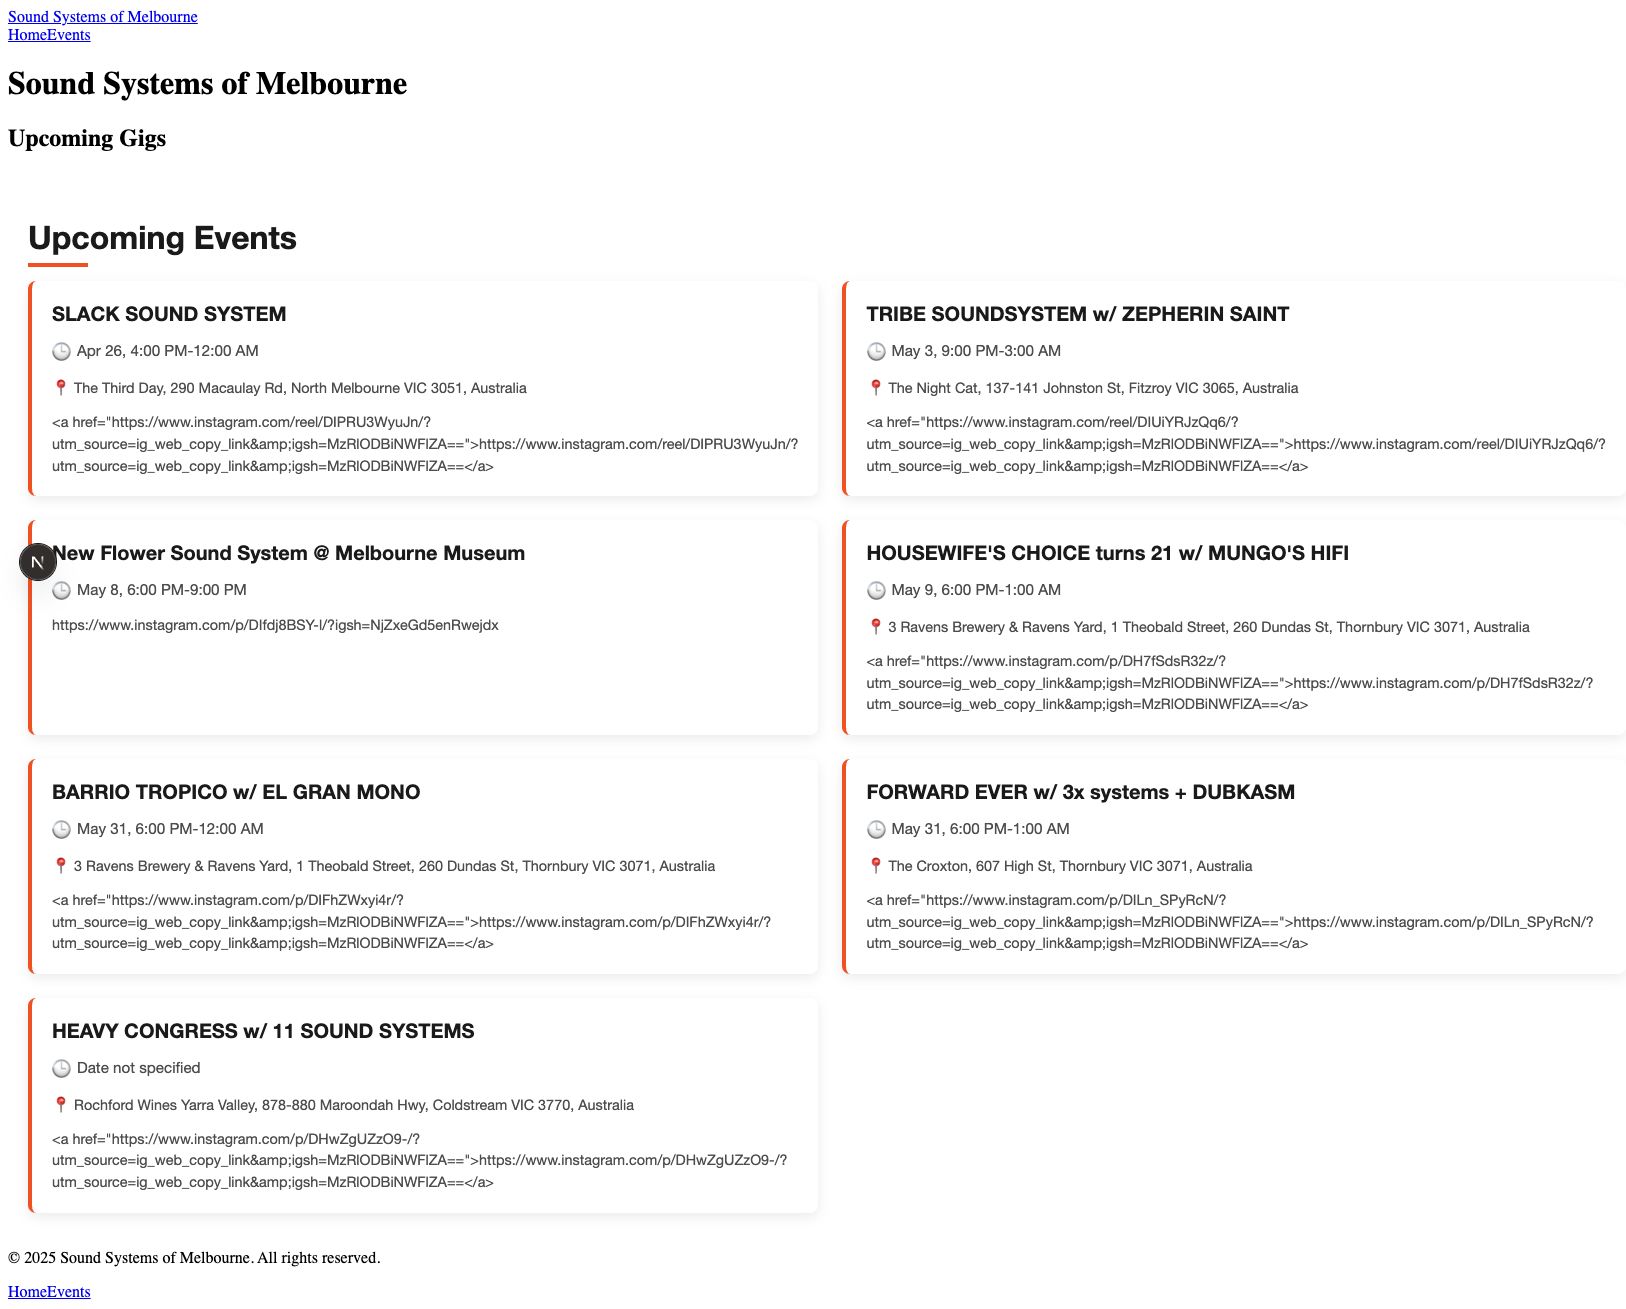 Sound Systems of Melbourne
HomeEvents
Sound Systems of Melbourne
Upcoming Gigs
Upcoming Events
SLACK SOUND SYSTEM
Apr 26, 4:00 PM-12:00 AM
The Third Day, 290 Macaulay Rd, North Melbourne VIC 3051, Australia
<a href="https://www.instagram.com/reel/DIPRU3WyuJn/?
utm_source=ig_web_copy_link&amp;igsh=MzRlODBiNWFlZA==">https://www.instagram.com/reel/DIPRU3WyuJn/?
utm_source=ig_web_copy_link&amp;igsh=MzRlODBiNWFlZA==</a>
TRIBE SOUNDSYSTEM w/ ZEPHERIN SAINT
May 3, 9:00 PM-3:00 AM
The Night Cat, 137-141 Johnston St, Fitzroy VIC 3065, Australia
<a href="https://www.instagram.com/reel/DIUiYRJzQq6/?
utm_source=ig_web_copy_link&amp;igsh=MzRlODBiNWFlZA==">https://www.instagram.com/reel/DIUiYRJzQq6/?
utm_source=ig_web_copy_link&amp;igsh=MzRlODBiNWFlZA==</a>
N
New Flower Sound System @ Melbourne Museum
May 8, 6:00 PM-9:00 PM
https://www.instagram.com/p/DIfdj8BSY-l/?igsh=NjZxeGd5enRwejdx
HOUSEWIFE'S CHOICE turns 21 w/ MUNGO'S HIFI
May 9, 6:00 PM-1:00 AM
3 Ravens Brewery & Ravens Yard, 1 Theobald Street, 260 Dundas St, Thornbury VIC 3071, Australia
<a href="https://www.instagram.com/p/DH7fSdsR32z/?
utm_source=ig_web_copy_link&amp;igsh=MzRlODBiNWFlZA==">https://www.instagram.com/p/DH7fSdsR32z/?
utm_source=ig_web_copy_link&amp;igsh=MzRlODBiNWFlZA==</a>
BARRIO TROPICO w/ EL GRAN MONO
May 31, 6:00 PM-12:00 AM
3 Ravens Brewery & Ravens Yard, 1 Theobald Street, 260 Dundas St, Thornbury VIC 3071, Australia
<a href="https://www.instagram.com/p/DIFhZWxyi4r/?
utm_source=ig_web_copy_link&amp;igsh=MzRlODBiNWFlZA==">https://www.instagram.com/p/DIFhZWxyi4r/?
utm_source=ig_web_copy_link&amp;igsh=MzRlODBiNWFlZA==</a>
FORWARD EVER w/ 3x systems + DUBKASM
May 31, 6:00 PM-1:00 AM
The Croxton, 607 High St, Thornbury VIC 3071, Australia
<a href="https://www.instagram.com/p/DILn_SPyRcN/?
utm_source=ig_web_copy_link&amp;igsh=MzRlODBiNWFlZA==">https://www.instagram.com/p/DILn_SPyRcN/?
utm_source=ig_web_copy_link&amp;igsh=MzRlODBiNWFlZA==</a>
HEAVY CONGRESS w/ 11 SOUND SYSTEMS
Date not specified
Rochford Wines Yarra Valley, 878-880 Maroondah Hwy, Coldstream VIC 3770, Australia
<a href="https://www.instagram.com/p/DHwZgUZzO9-/?
utm_source=ig_web_copy_link&amp;igsh=MzRlODBiNWFlZA==">https://www.instagram.com/p/DHwZgUZzO9-/?
utm_source=ig_web_copy_link&amp;igsh=MzRlODBiNWFlZA==</a>
© 2025 Sound Systems of Melbourne. All rights reserved.
HomeEvents